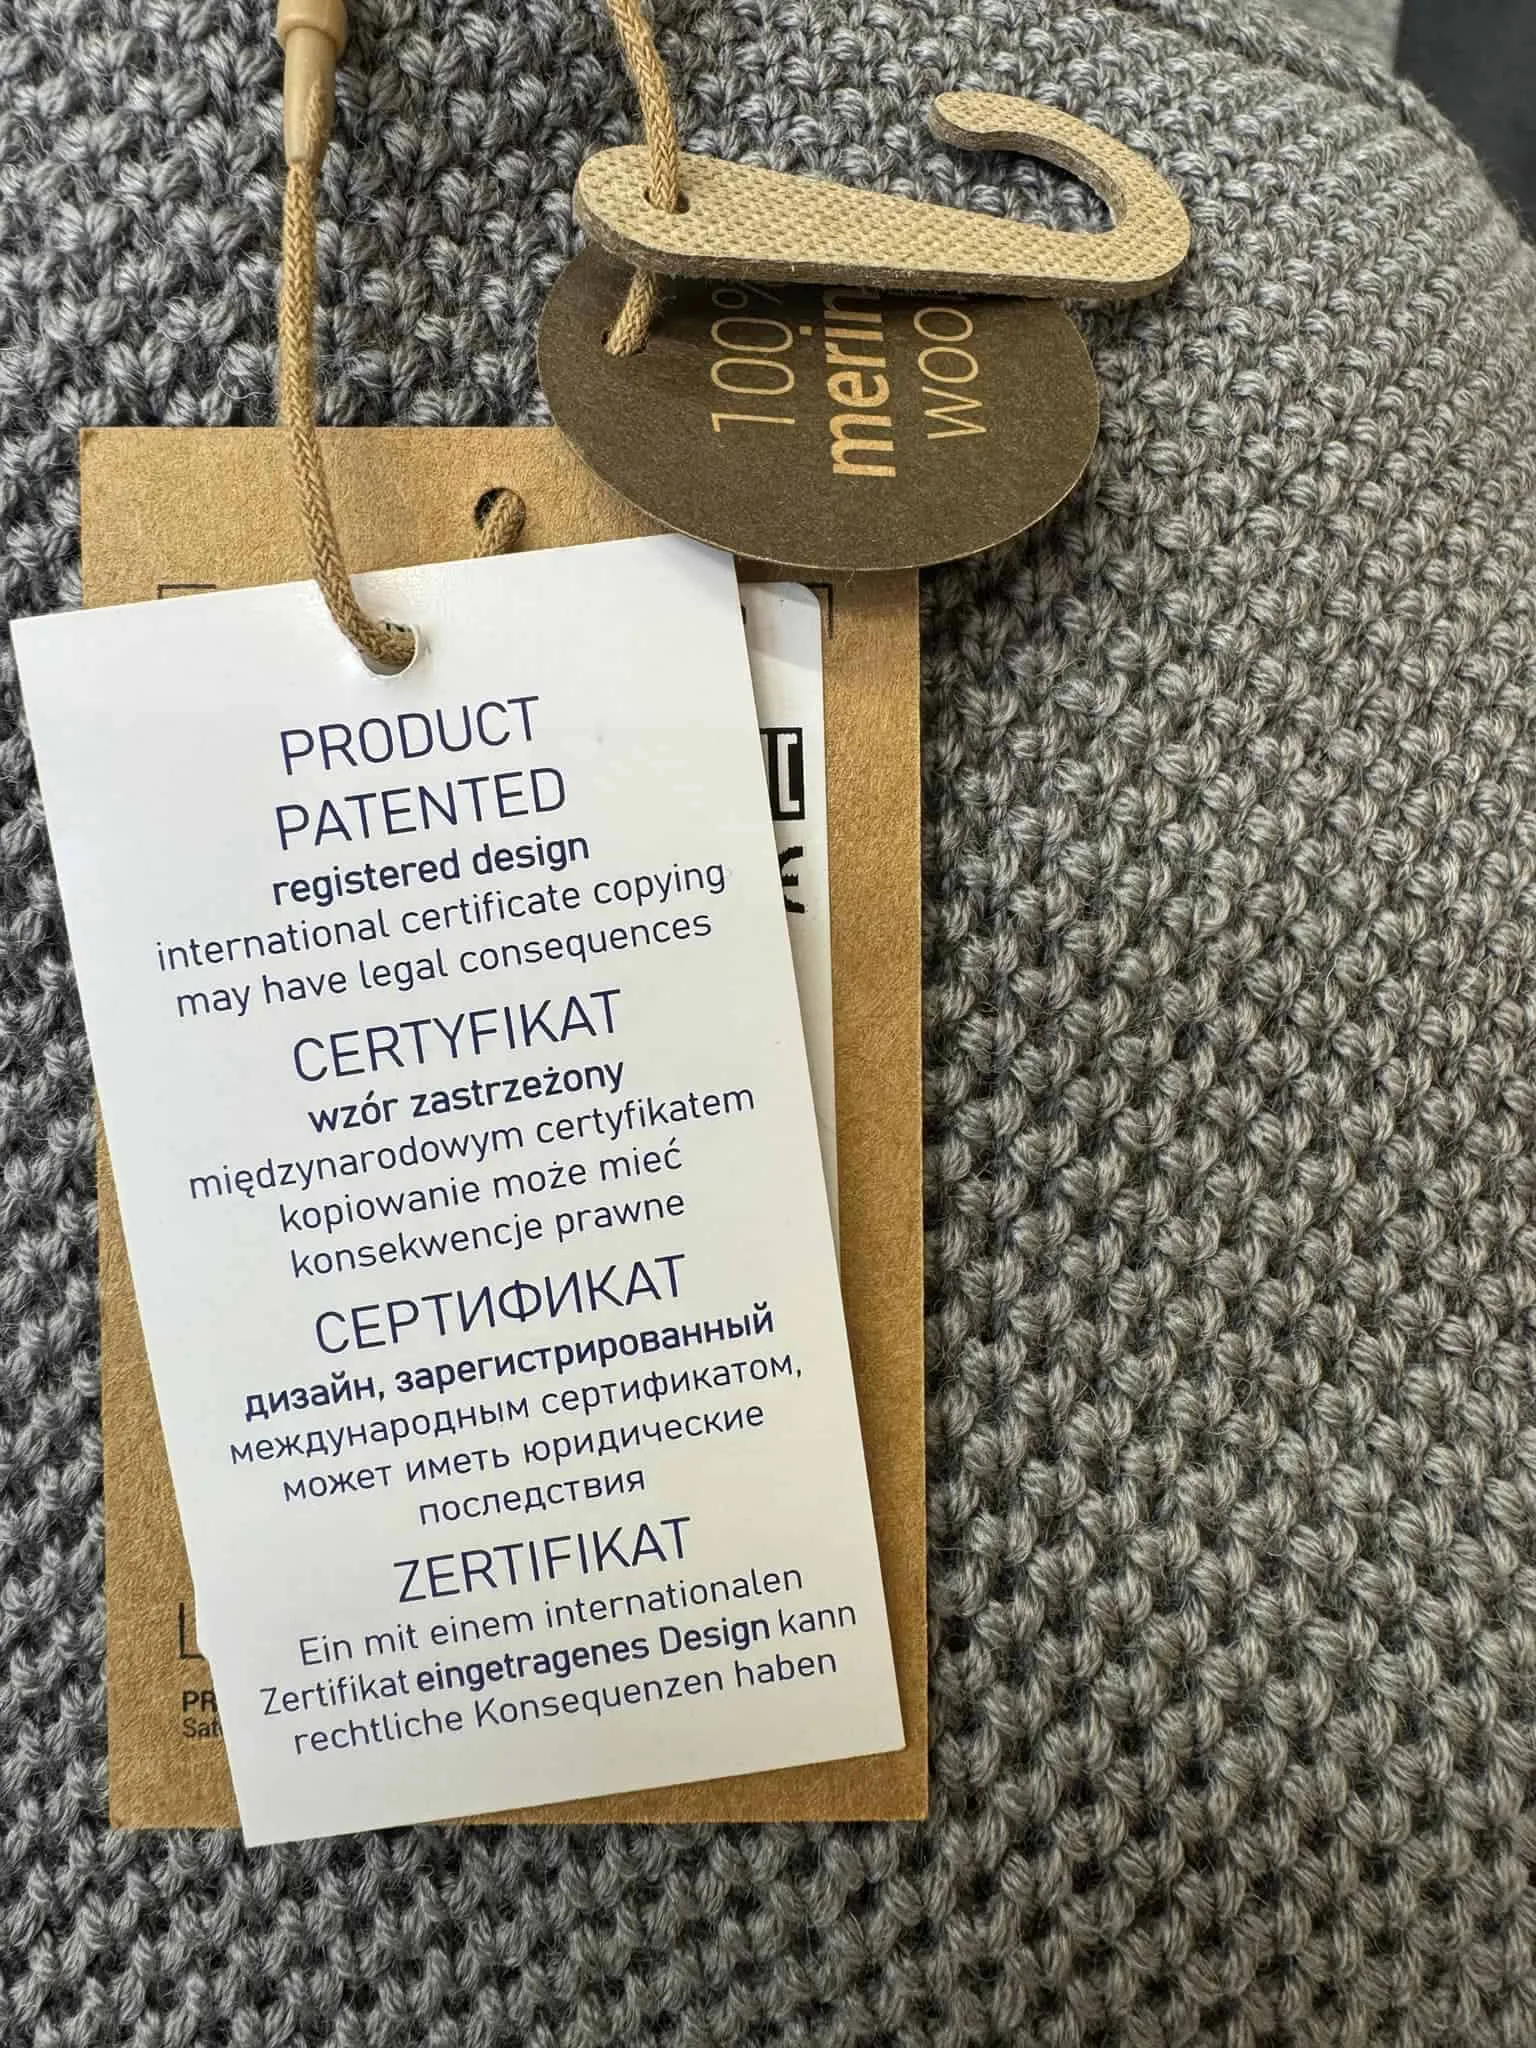 100%
merin
woo
PRODUCT
PATENTED
registered design
international certificate copying
may have legal consequences
CERTYFIKAT
wzór zastrzeżony
międzynarodowym certyfikatem
kopiowanie może mieć
konsekwencje prawne
СЕРТИФИКАТ
дизайн, зарегистрированный
международным сертификатом,
может иметь юридические
последствия
ZERTIFIKAT
Ein mit einem internationalen
Zertifikat eingetragenes Design kann
rechtliche Konsequenzen haben
PR
Sat